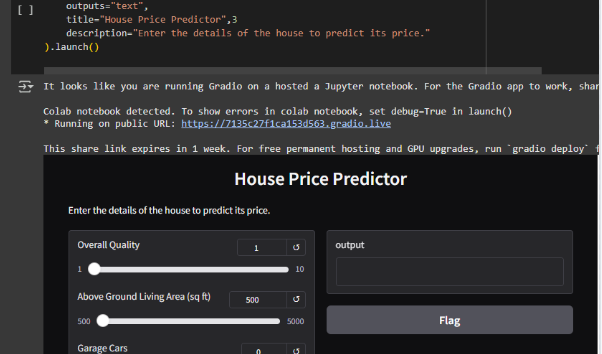 [ ]
outputs="text",
title="House Price Predictor",3
description="Enter the details of the house to predict its price."
).launch()
It looks like you are running Gradio on a hosted a Jupyter notebook. For the Gradio app to work, shar
Colab notebook detected. To show errors in colab notebook, set debug=True in launch()
* Running on public URL: https://7135c27f1ca153d563.gradio.live
This share link expires in 1 week. For free permanent hosting and GPU upgrades, run `gradio deploy` f
House Price Predictor
Enter the details of the house to predict its price.
Overall Quality 1
1 10
output
Above Ground Living Area (sq ft) 500
500 5000
Flag
Garage Cars 0